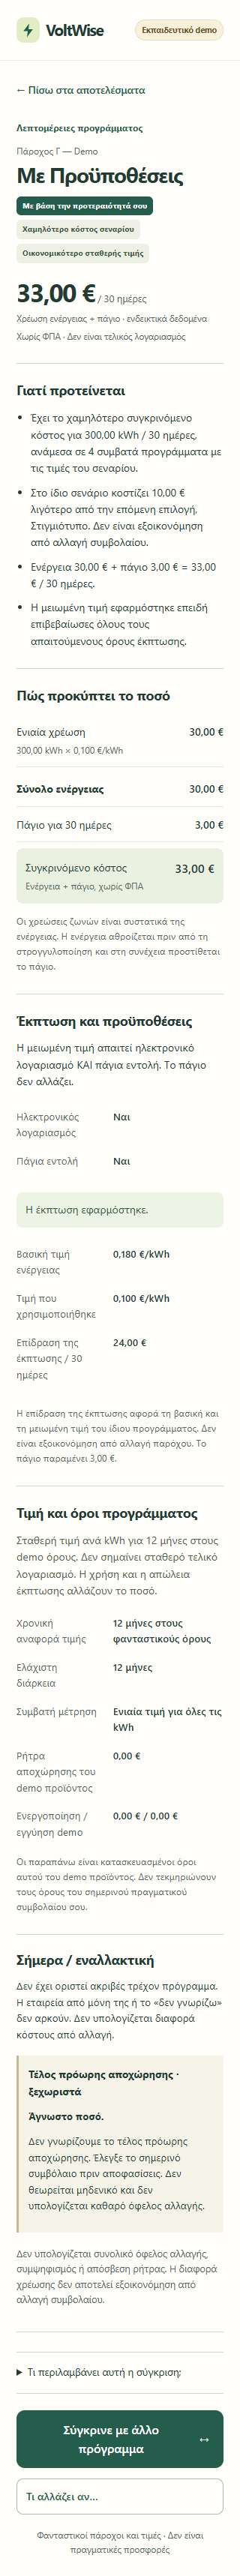 VoltWise
Εκπαιδευτικό demo
← Πίσω στα αποτελέσματα
Λεπτομέρειες προγράμματος
Πάροχος Γ — Demo
Με Προϋποθέσεις
Με βάση την προτεραιότητά σου
Χαμηλότερο κόστος σεναρίου
Οικονομικότερο σταθερής τιμής
33,00 € / 30 ημέρες
Χρέωση ενέργειας + πάγιο · ενδεικτικά δεδομένα
Χωρίς ΦΠΑ · Δεν είναι τελικός λογαριασμός
Γιατί προτείνεται
• Έχει το χαμηλότερο συγκρινόμενο
κόστος για 300,00 kWh / 30 ημέρες,
ανάμεσα σε 4 συμβατά προγράμματα με
τις τιμές του σεναρίου.
• Στο ίδιο σενάριο κοστίζει 10,00 €
λιγότερο από την επόμενη επιλογή,
Στιγμιότυπο. Δεν είναι εξοικονόμηση
από αλλαγή συμβολαίου.
• Ενέργεια 30,00 € + πάγιο 3,00 € = 33,00
€ / 30 ημέρες.
• Η μειωμένη τιμή εφαρμόστηκε επειδή
επιβεβαίωσες όλους τους
απαιτούμενους όρους έκπτωσης.
Πώς προκύπτει το ποσό
Ενιαία χρέωση 30,00 €
300,00 kWh × 0,100 €/kWh
Σύνολο ενέργειας 30,00 €
Πάγιο για 30 ημέρες 3,00 €
Συγκρινόμενο κόστος 33,00 €
Ενέργεια + πάγιο, χωρίς ΦΠΑ
Οι χρεώσεις ζωνών είναι συστατικά της
ενέργειας. Η ενέργεια αθροίζεται πριν από τη
στρογγυλοποίηση και στη συνέχεια προστίθεται
το πάγιο.
Έκπτωση και προϋποθέσεις
Η μειωμένη τιμή απαιτεί ηλεκτρονικό
λογαριασμό ΚΑΙ πάγια εντολή. Το πάγιο
δεν αλλάζει.
Ηλεκτρονικός Ναι
λογαριασμός
Πάγια εντολή Ναι
Η έκπτωση εφαρμόστηκε.
Βασική τιμή 0,180 €/kWh
ενέργειας
Τιμή που 0,100 €/kWh
χρησιμοποιήθηκε
Επίδραση της 24,00 €
έκπτωσης / 30
ημέρες
Η επίδραση της έκπτωσης αφορά τη βασική και
τη μειωμένη τιμή του ίδιου προγράμματος. Δεν
είναι εξοικονόμηση από αλλαγή παρόχου. Το
πάγιο παραμένει 3,00 €.
Τιμή και όροι προγράμματος
Σταθερή τιμή ανά kWh για 12 μήνες στους
demo όρους. Δεν σημαίνει σταθερό τελικό
λογαριασμό. Η χρήση και η απώλεια
έκπτωσης αλλάζουν το ποσό.
Χρονική 12 μήνες στους
αναφορά τιμής φανταστικούς όρους
Ελάχιστη 12 μήνες
διάρκεια
Συμβατή μέτρηση Ενιαία τιμή για όλες τις
kWh
Ρήτρα 0,00 €
αποχώρησης του
demo προϊόντος
Ενεργοποίηση / 0,00 € / 0,00 €
εγγύηση demo
Οι παραπάνω είναι κατασκευασμένοι όροι
αυτού του demo προϊόντος. Δεν τεκμηριώνουν
τους όρους του σημερινού πραγματικού
συμβολαίου σου.
Σήμερα / εναλλακτική
Δεν έχει οριστεί ακριβές τρέχον πρόγραμμα.
Η εταιρεία από μόνη της ή το «δεν γνωρίζω»
δεν αρκούν. Δεν υπολογίζεται διαφορά
κόστους από αλλαγή.
Τέλος πρόωρης αποχώρησης ·
ξεχωριστά
Άγνωστο ποσό.
Δεν γνωρίζουμε το τέλος πρόωρης
αποχώρησης. Έλεγξε το σημερινό
συμβόλαιο πριν αποφασίσεις. Δεν
θεωρείται μηδενικό και δεν
υπολογίζεται καθαρό όφελος αλλαγής.
Δεν υπολογίζεται συνολικό όφελος αλλαγής,
συμψηφισμός ή απόσβεση ρήτρας. Η διαφορά
χρέωσης δεν αποτελεί εξοικονόμηση από
αλλαγή συμβολαίου.
▶ Τι περιλαμβάνει αυτή η σύγκριση;
Σύγκρινε με άλλο ↔
πρόγραμμα
Τι αλλάζει αν...
Φανταστικοί πάροχοι και τιμές · Δεν είναι
πραγματικές προσφορές